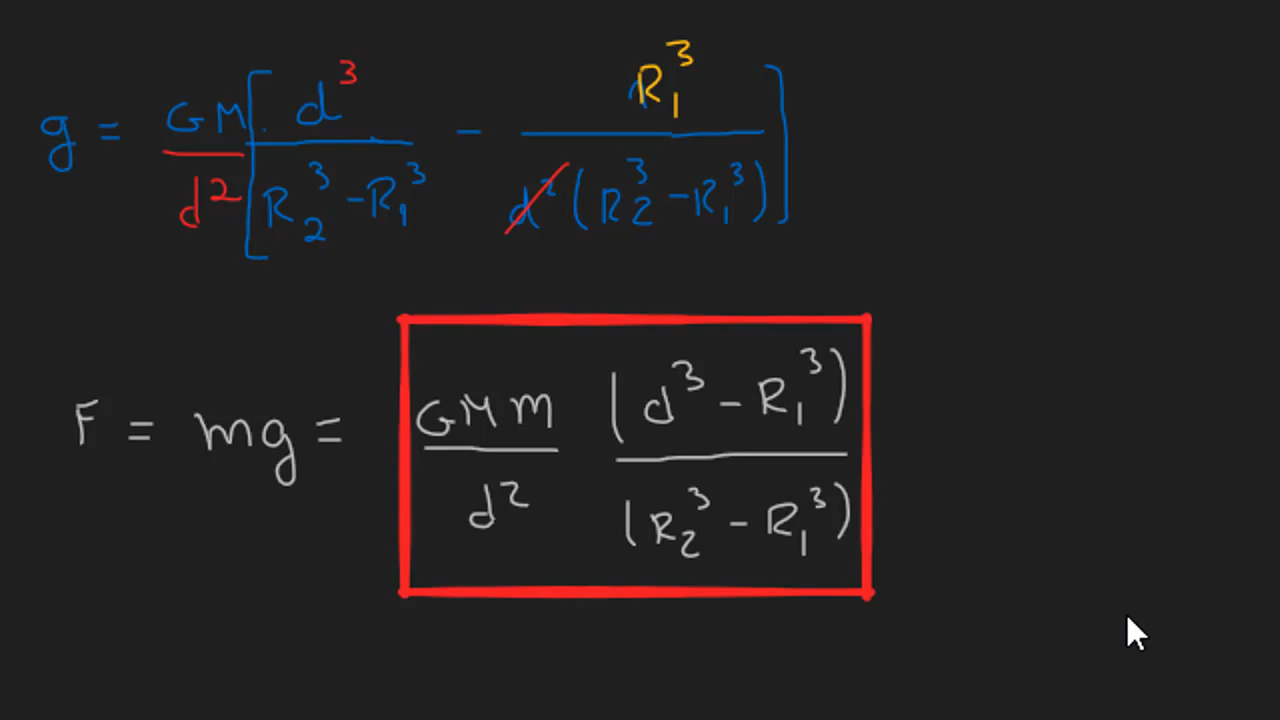 g = GM/d² [ d³/(R₂³ - R₁³) - R₁³/(d²(R₂³ - R₁³)) ]
F = mg = GMm/d² (d³ - R₁³)/(R₂³ - R₁³)